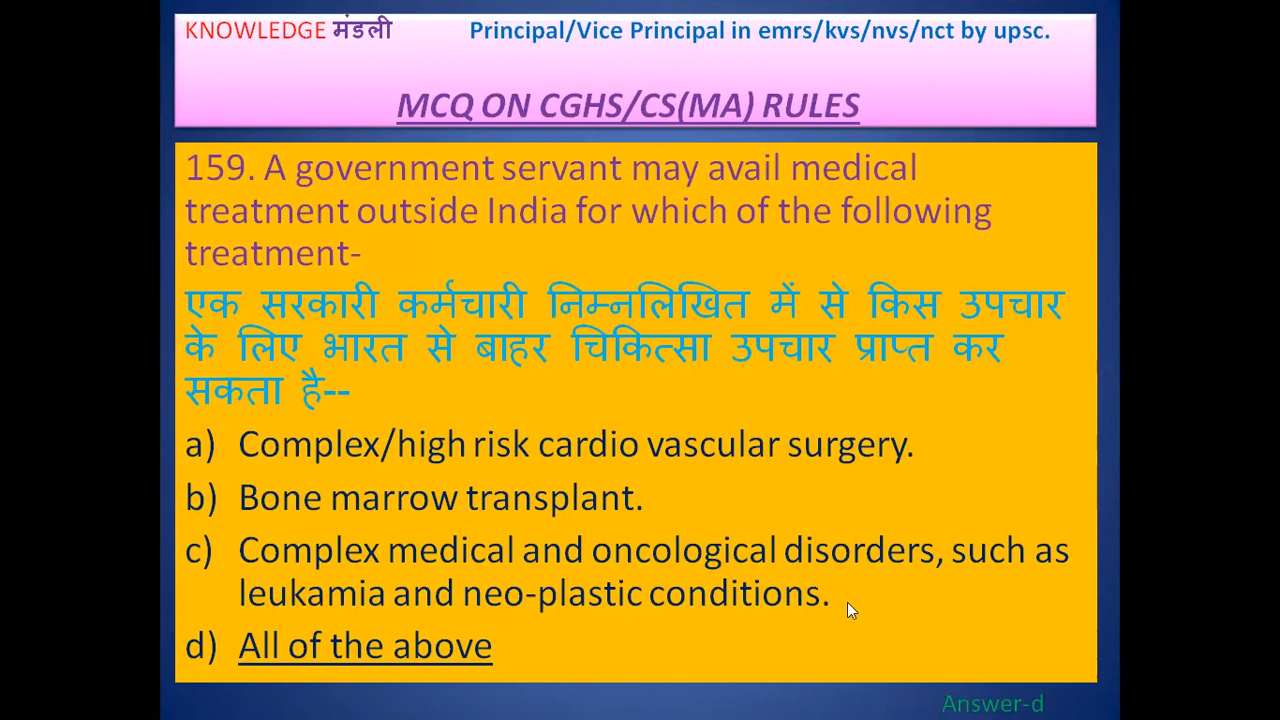 KNOWLEDGE मंडली Principal/Vice Principal in emrs/kvs/nvs/nct by upsc.
MCQ ON CGHS/CS(MA) RULES
159. A government servant may avail medical
treatment outside India for which of the following
treatment-
एक सरकारी कर्मचारी निम्नलिखित में से किस उपचार
के लिए भारत से बाहर चिकित्सा उपचार प्राप्त कर
सकता है--
a) Complex/high risk cardio vascular surgery.
b) Bone marrow transplant.
c) Complex medical and oncological disorders, such as
leukamia and neo-plastic conditions.
d) All of the above
Answer-d